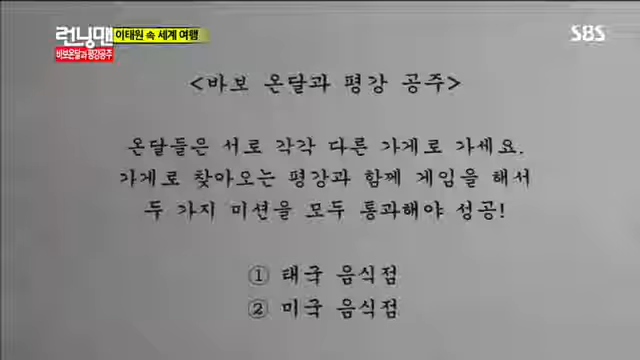 런닝맨 이태원 속 세계 여행
바보온달과 평강공주
SBS
<바보 온달과 평강 공주>
온달들은 서로 각각 다른 가게로 가세요.
가게로 찾아오는 평강과 함께 게임을 해서
두 가지 미션을 모두 통과해야 성공!
① 태국 음식점
② 미국 음식점